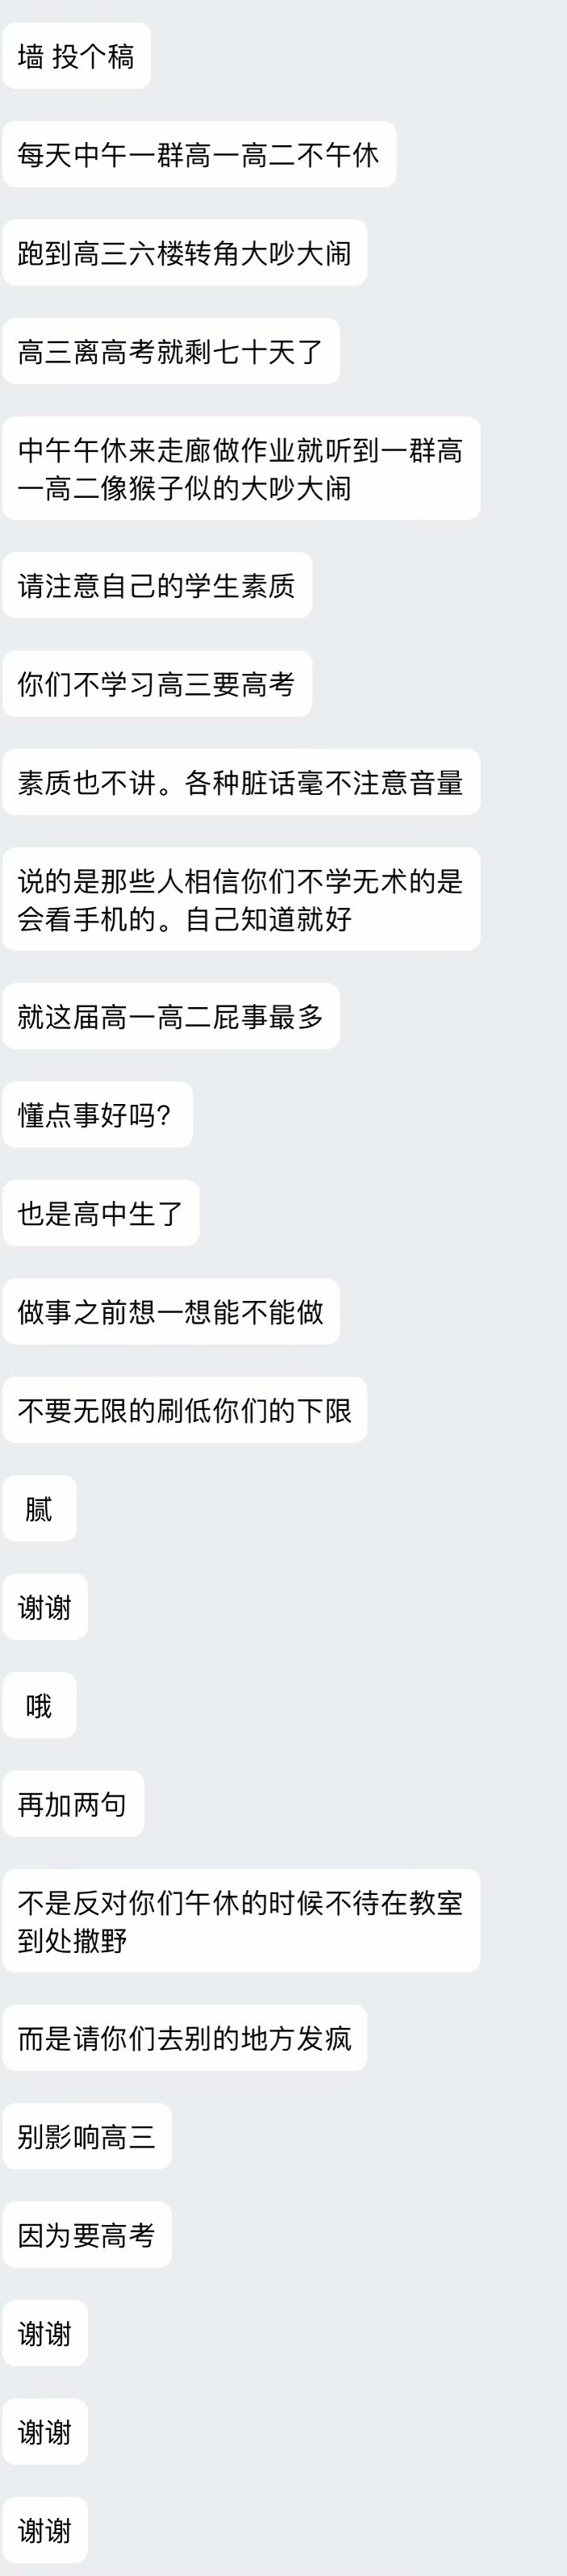 墙 投个稿
每天中午一群高一高二不午休
跑到高三六楼转角大吵大闹
高三离高考就剩七十天了
中午午休来走廊做作业就听到一群高
一高二像猴子似的大吵大闹
请注意自己的学生素质
你们不学习高三要高考
素质也不讲。各种脏话毫不注意音量
说的是那些人相信你们不学无术的是
会看手机的。自己知道就好
就这届高一高二屁事最多
懂点事好吗?
也是高中生了
做事之前想一想能不能做
不要无限的刷低你们的下限
腻
谢谢
哦
再加两句
不是反对你们午休的时候不待在教室
到处撒野
而是请你们去别的地方发疯
别影响高三
因为要高考
谢谢
谢谢
谢谢